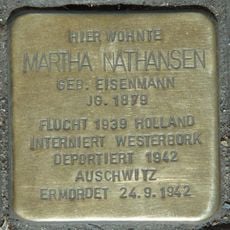 HIER WOHNTE
MARTHA NATHANSEN
GEB. EISENMANN
JG. 1879
FLUCHT 1939 HOLLAND
INTERNIERT WESTERBORK
DEPORTIERT 1942
AUSCHWITZ
ERMORDET 24.9.1942